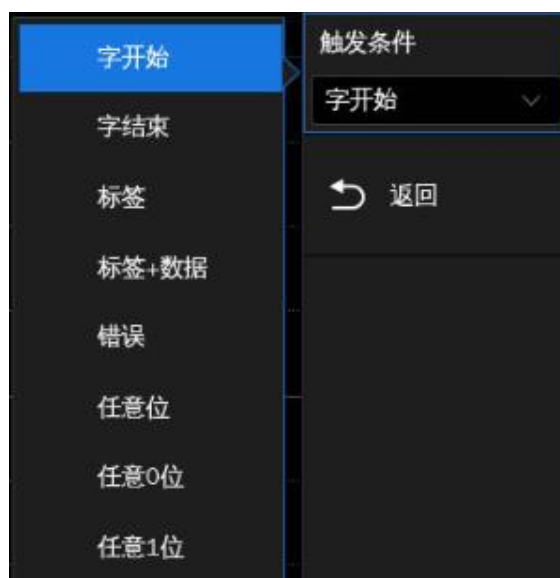 字开始
字结束
标签
标签+数据
错误
任意位
任意0位
任意1位
触发条件
字开始
返回